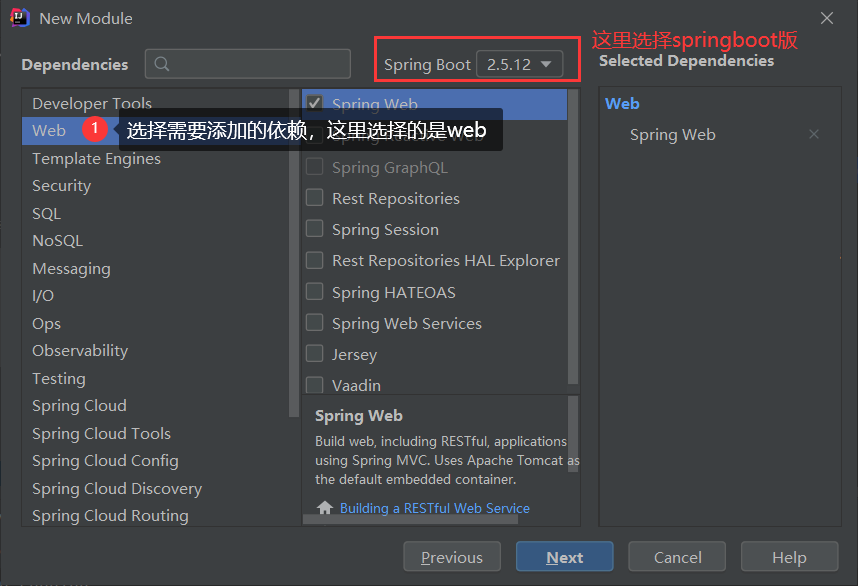 New Module
这里选择springboot版
Dependencies
Spring Boot 2.5.12
Selected Dependencies
Developer Tools
Web 1
Template Engines
Security
SQL
NoSQL
Messaging
I/O
Ops
Observability
Testing
Spring Cloud
Spring Cloud Tools
Spring Cloud Config
Spring Cloud Discovery
Spring Cloud Routing
选择需要添加的依赖，这里选择的是web
Spring Web
Spring Reactive Web
Spring GraphQL
Rest Repositories
Spring Session
Rest Repositories HAL Explorer
Spring HATEOAS
Spring Web Services
Jersey
Vaadin
Spring Web
Build web, including RESTful, applications
using Spring MVC. Uses Apache Tomcat as
the default embedded container.
Building a RESTful Web Service
Web
Spring Web
Previous
Next
Cancel
Help